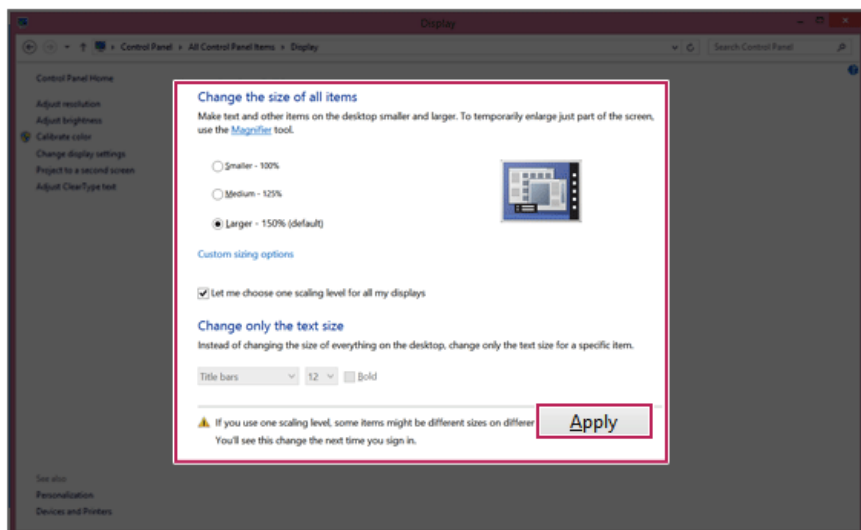 Display
Control Panel
All Control Panel Items
Display
Search Control Panel
Control Panel Home
Adjust resolution
Adjust brightness
Calibrate color
Change display settings
Project to a second screen
Adjust ClearType text
Change the size of all items
Make text and other items on the desktop smaller and larger. To temporarily enlarge just part of the screen,
use the Magnifier tool.
Smaller - 100%
Medium - 125%
Larger - 150% (default)
Custom sizing options
Let me choose one scaling level for all my displays
Change only the text size
Instead of changing the size of everything on the desktop, change only the text size for a specific item.
Title bars 12 Bold
If you use one scaling level, some items might be different sizes on differer
Apply
You'll see this change the next time you sign in.
See also
Personalization
Devices and Printers